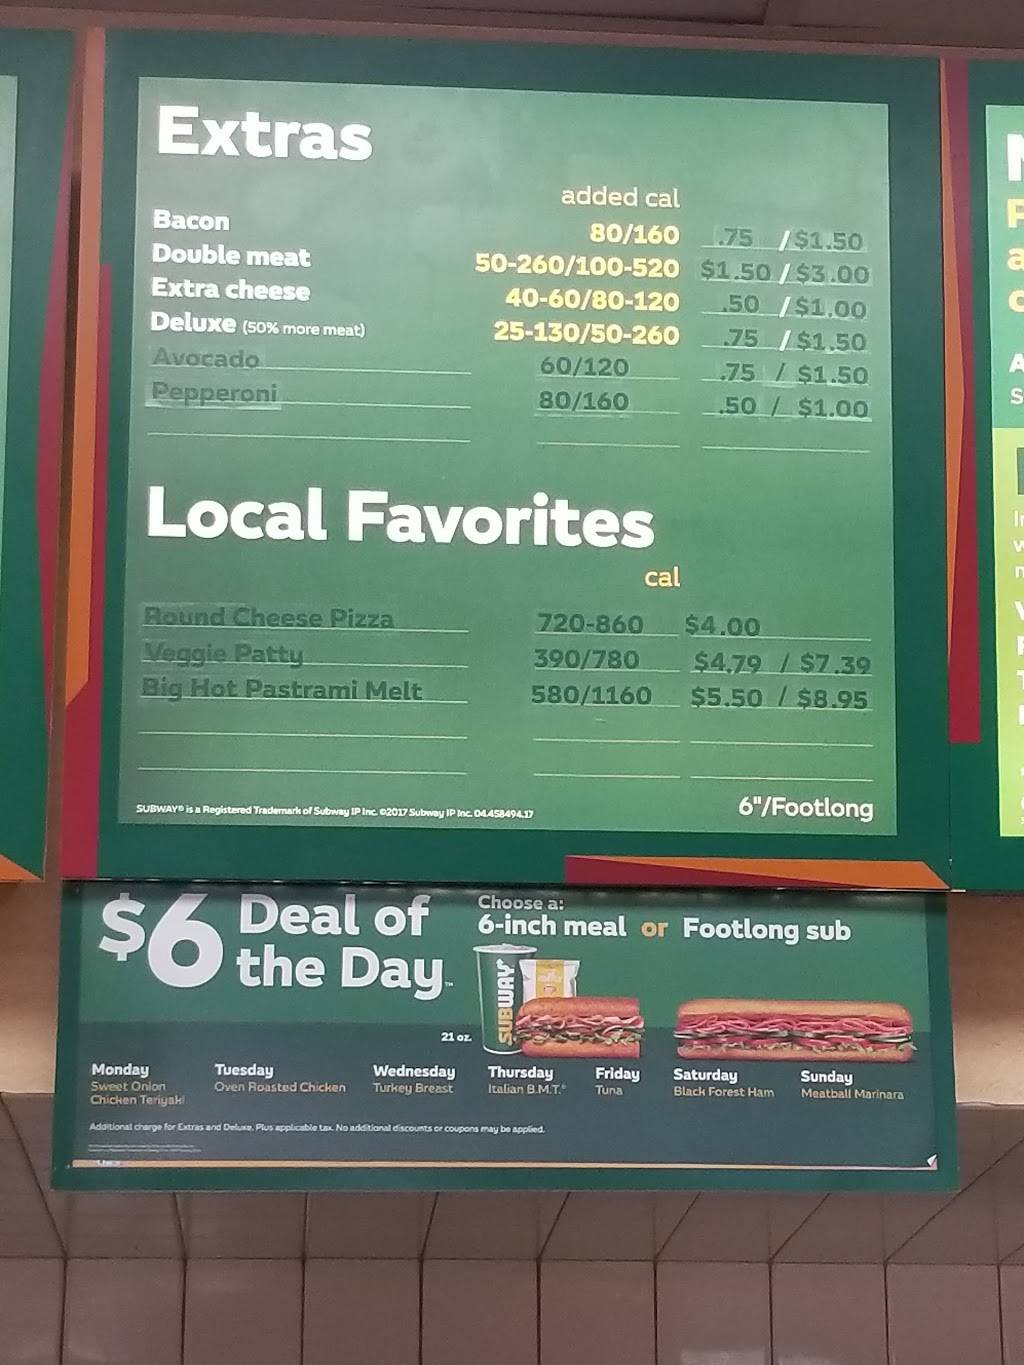 Extras
added cal
Bacon 80/160 .75 / $1.50
Double meat 50-260/100-520 $1.50 / $3.00
Extra cheese 40-60/80-120 .50 / $1.00
Deluxe (50% more meat) 25-130/50-260 .75 / $1.50
Avocado 60/120 .75 / $1.50
Pepperoni 80/160 .50 / $1.00
Local Favorites
cal
Round Cheese Pizza 720-860 $4.00
Veggie Patty 390/780 $4.79 / $7.39
Big Hot Pastrami Melt 580/1160 $5.50 / $8.95
SUBWAY® is a Registered Trademark of Subway IP Inc. ©2017 Subway IP Inc. 04.458494.17
6"/Footlong
$6 Deal of the Day™
Choose a:
6-inch meal or Footlong sub
SUBWAY
21 oz.
Monday Tuesday Wednesday Thursday Friday Saturday Sunday
Sweet Onion Oven Roasted Chicken Turkey Breast Italian B.M.T.® Tuna Black Forest Ham Meatball Marinara
Chicken Teriyaki
Additional charge for Extras and Deluxe. Plus applicable tax. No additional discounts or coupons may be applied.